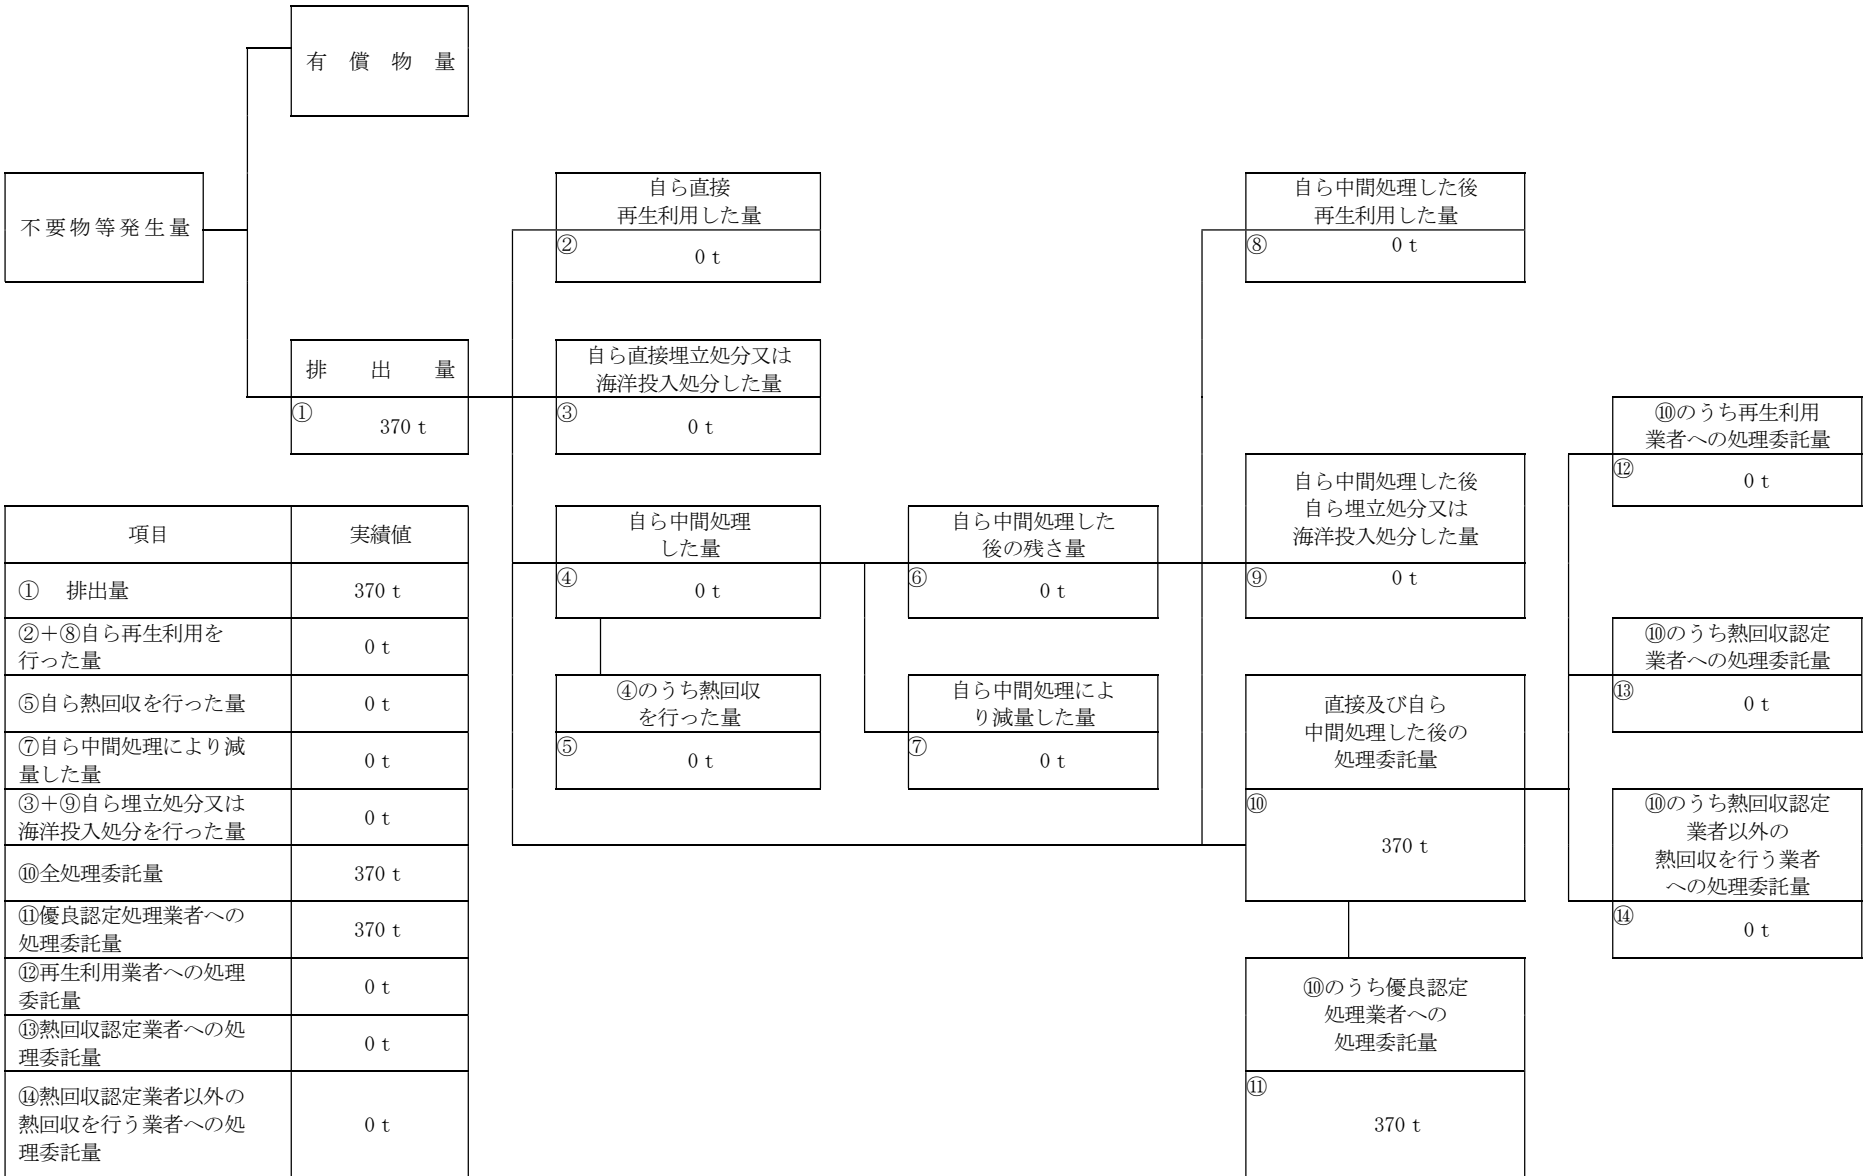 有償物量
不要物等発生量
自ら直接
再生利用した量
②
0 t
自ら中間処理した後
再生利用した量
⑧
0 t
排出量
①
370 t
自ら直接埋立処分又は
海洋投入処分した量
③
0 t
⑩のうち再生利用
業者への処理委託量
⑫
0 t
自ら中間処理
した量
④
0 t
自ら中間処理した
後の残さ量
⑥
0 t
自ら中間処理した後
自ら埋立処分又は
海洋投入処分した量
⑨
0 t
⑩のうち熱回収認定
業者への処理委託量
⑬
0 t
④のうち熱回収
を行った量
⑤
0 t
自ら中間処理によ
り減量した量
⑦
0 t
直接及び自ら
中間処理した後の
処理委託量
⑩
370 t
⑩のうち熱回収認定
業者以外の
熱回収を行う業者
への処理委託量
⑭
0 t
⑩のうち優良認定
処理業者への
処理委託量
⑪
370 t
項目 実績値
① 排出量 370 t
②+⑧自ら再生利用を
行った量
0 t
⑤自ら熱回収を行った量 0 t
⑦自ら中間処理により減
量した量
0 t
③+⑨自ら埋立処分又は
海洋投入処分を行った量
0 t
⑩全処理委託量 370 t
⑪優良認定処理業者への
処理委託量
370 t
⑫再生利用業者への処理
委託量
0 t
⑬熱回収認定業者への処
理委託量
0 t
⑭熱回収認定業者以外の
熱回収を行う業者への処
理委託量
0 t